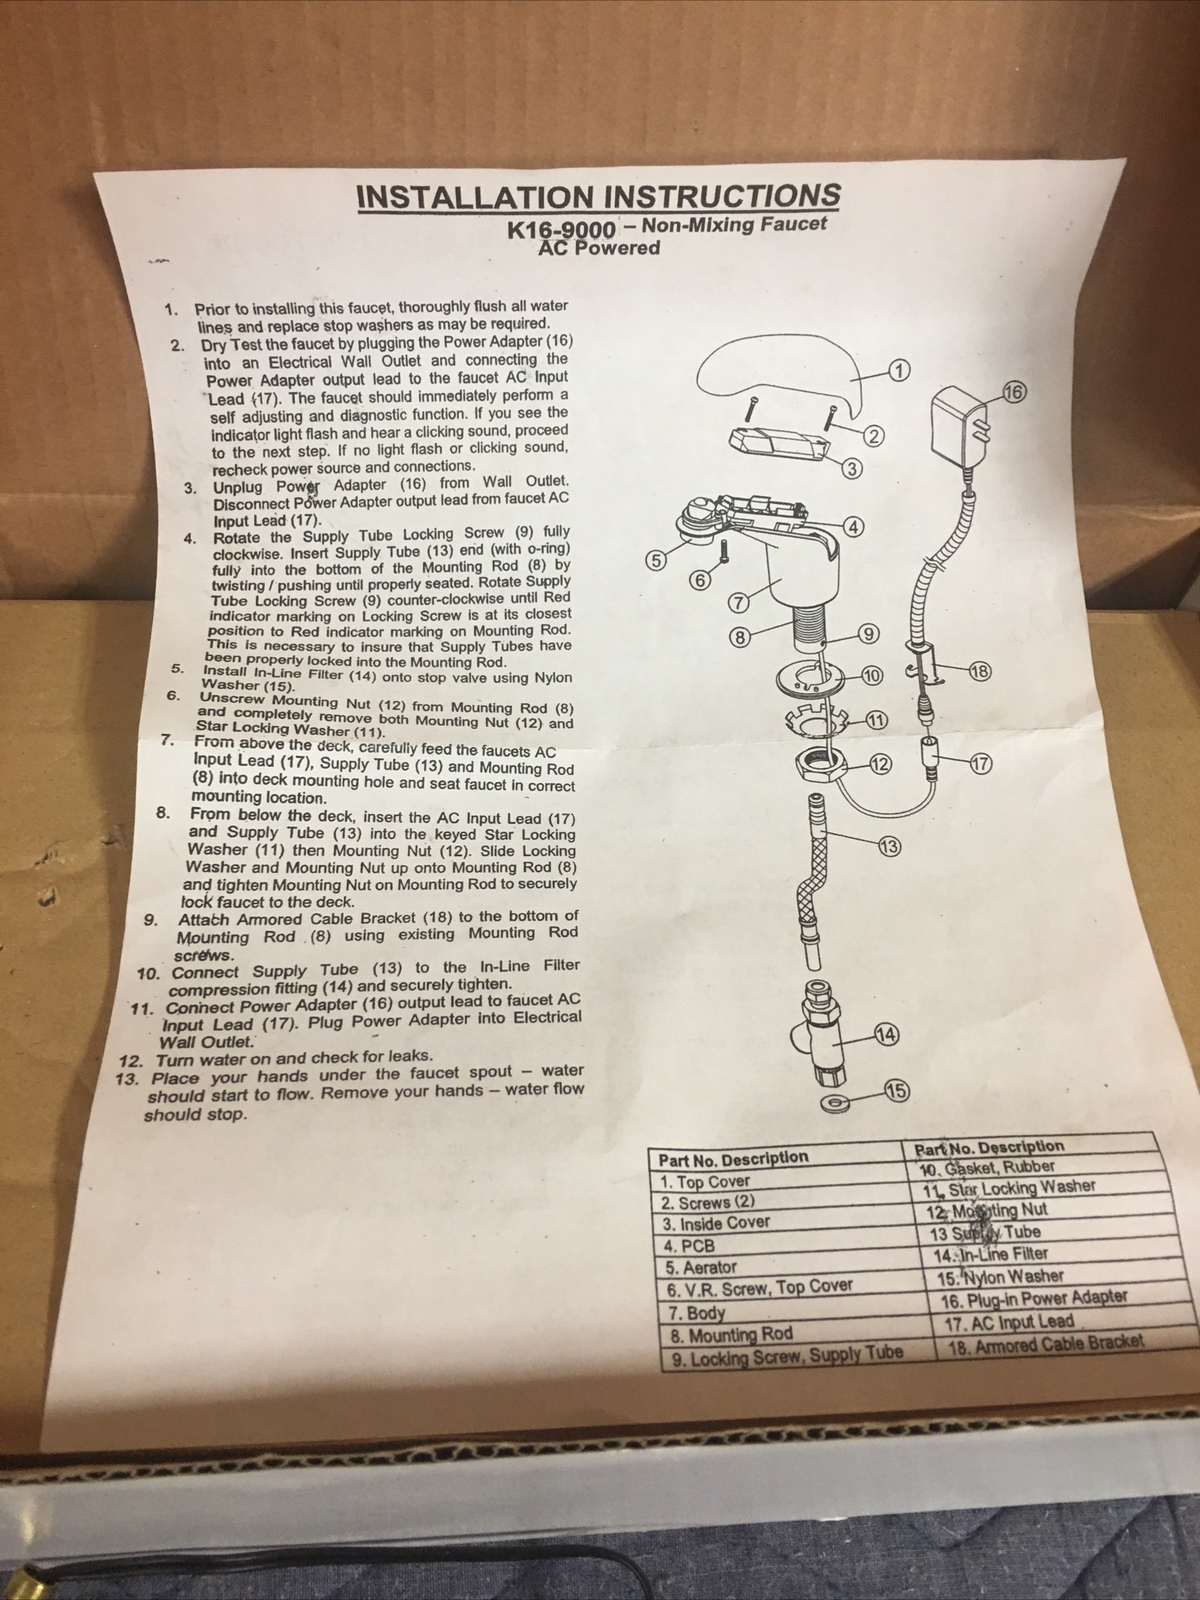 INSTALLATION INSTRUCTIONS
K16-9000 – Non-Mixing Faucet
AC Powered
1. Prior to installing this faucet, thoroughly flush all water
lines and replace stop washers as may be required.
2. Dry Test the faucet by plugging the Power Adapter (16)
into an Electrical Wall Outlet and connecting the
Power Adapter output lead to the faucet AC Input
Lead (17). The faucet should immediately perform a
self adjusting and diagnostic function. If you see the
indicator light flash and hear a clicking sound, proceed
to the next step. If no light flash or clicking sound,
recheck power source and connections.
3. Unplug Power Adapter (16) from Wall Outlet.
Disconnect Power Adapter output lead from faucet AC
Input Lead (17).
4. Rotate the Supply Tube Locking Screw (9) fully
clockwise. Insert Supply Tube (13) end (with o-ring)
fully into the bottom of the Mounting Rod (8) by
twisting / pushing until properly seated. Rotate Supply
Tube Locking Screw (9) counter-clockwise until Red
indicator marking on Locking Screw is at its closest
position to Red indicator marking on Mounting Rod.
This is necessary to insure that Supply Tubes have
been properly locked into the Mounting Rod.
5. Install In-Line Filter (14) onto stop valve using Nylon
Washer (15).
6. Unscrew Mounting Nut (12) from Mounting Rod (8)
and completely remove both Mounting Nut (12) and
Star Locking Washer (11).
7. From above the deck, carefully feed the faucets AC
Input Lead (17), Supply Tube (13) and Mounting Rod
(8) into deck mounting hole and seat faucet in correct
mounting location.
8. From below the deck, insert the AC Input Lead (17)
and Supply Tube (13) into the keyed Star Locking
Washer (11) then Mounting Nut (12). Slide Locking
Washer and Mounting Nut up onto Mounting Rod (8)
and tighten Mounting Nut on Mounting Rod to securely
lock faucet to the deck.
9. Attach Armored Cable Bracket (18) to the bottom of
Mounting Rod (8) using existing Mounting Rod
screws.
10. Connect Supply Tube (13) to the In-Line Filter
compression fitting (14) and securely tighten.
11. Connect Power Adapter (16) output lead to faucet AC
Input Lead (17). Plug Power Adapter into Electrical
Wall Outlet.
12. Turn water on and check for leaks.
13. Place your hands under the faucet spout – water
should start to flow. Remove your hands – water flow
should stop.
1
16
2
3
4
5
6
7
8
9
10
18
11
12
17
13
14
15
Part No. Description
1. Top Cover
2. Screws (2)
3. Inside Cover
4. PCB
5. Aerator
6. V.R. Screw, Top Cover
7. Body
8. Mounting Rod
9. Locking Screw, Supply Tube
Part No. Description
10. Gasket, Rubber
11. Star Locking Washer
12. Mounting Nut
13 Supply Tube
14. In-Line Filter
15. Nylon Washer
16. Plug-in Power Adapter
17. AC Input Lead
18. Armored Cable Bracket